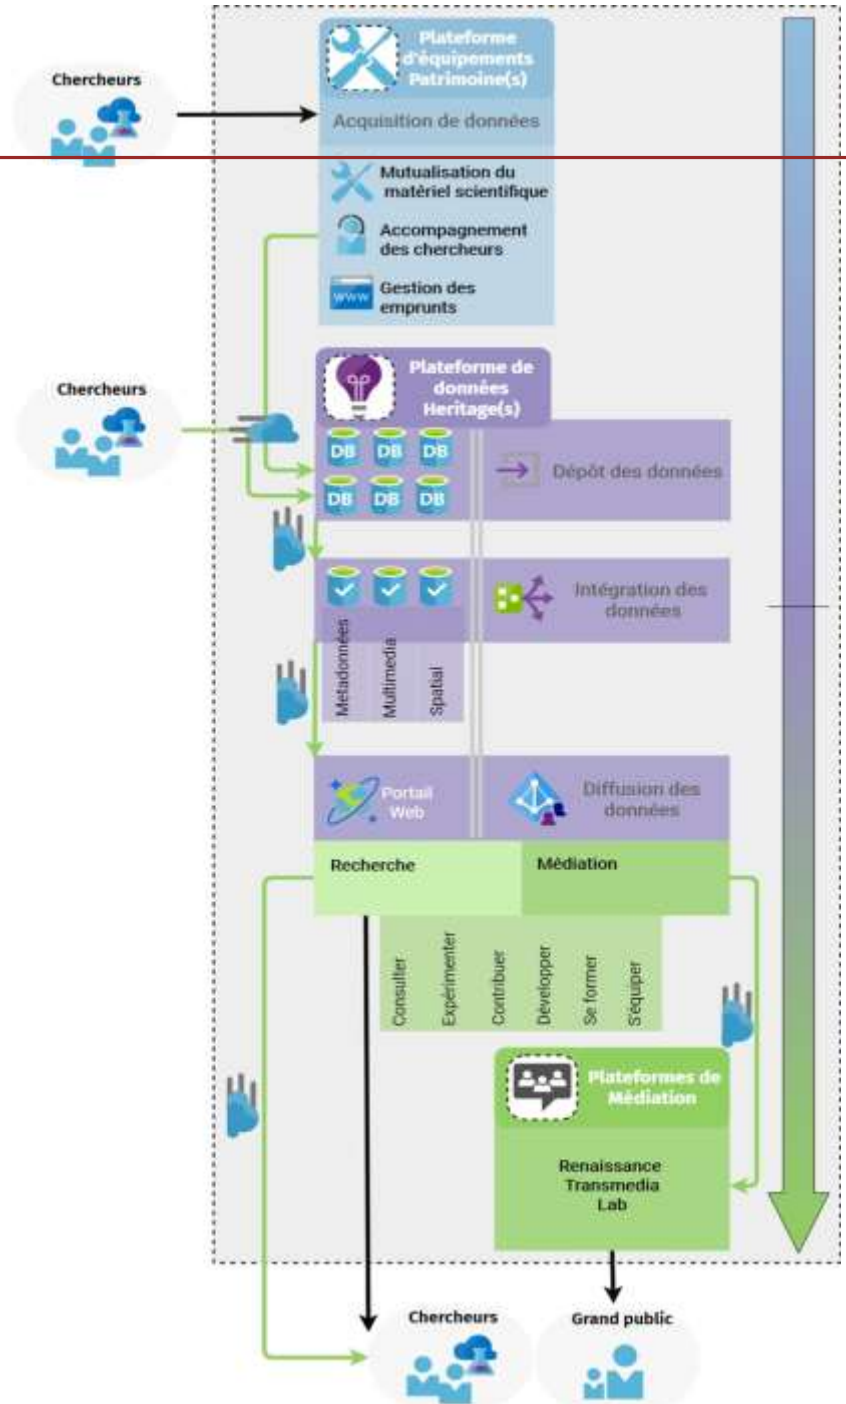 Plateforme
d'équipements
Patrimoine(s)
Chercheurs
Acquisition de données
Mutualisation du
matériel scientifique
Accompagnement
des chercheurs
www
Gestion des
emprunts
Plateforme de
données
Heritage(s)
Chercheurs
DB DB DB
DB DB DB
Dépôt des données
Intégration des
données
Metadonnées
Multimedia
Spatial
Portail
Web
Diffusion des
données
Recherche
Médiation
Consulter
Expérimenter
Contribuer
Développer
Se former
S'équiper
Plateformes de
Médiation
Renaissance
Transmedia
Lab
Chercheurs
Grand public